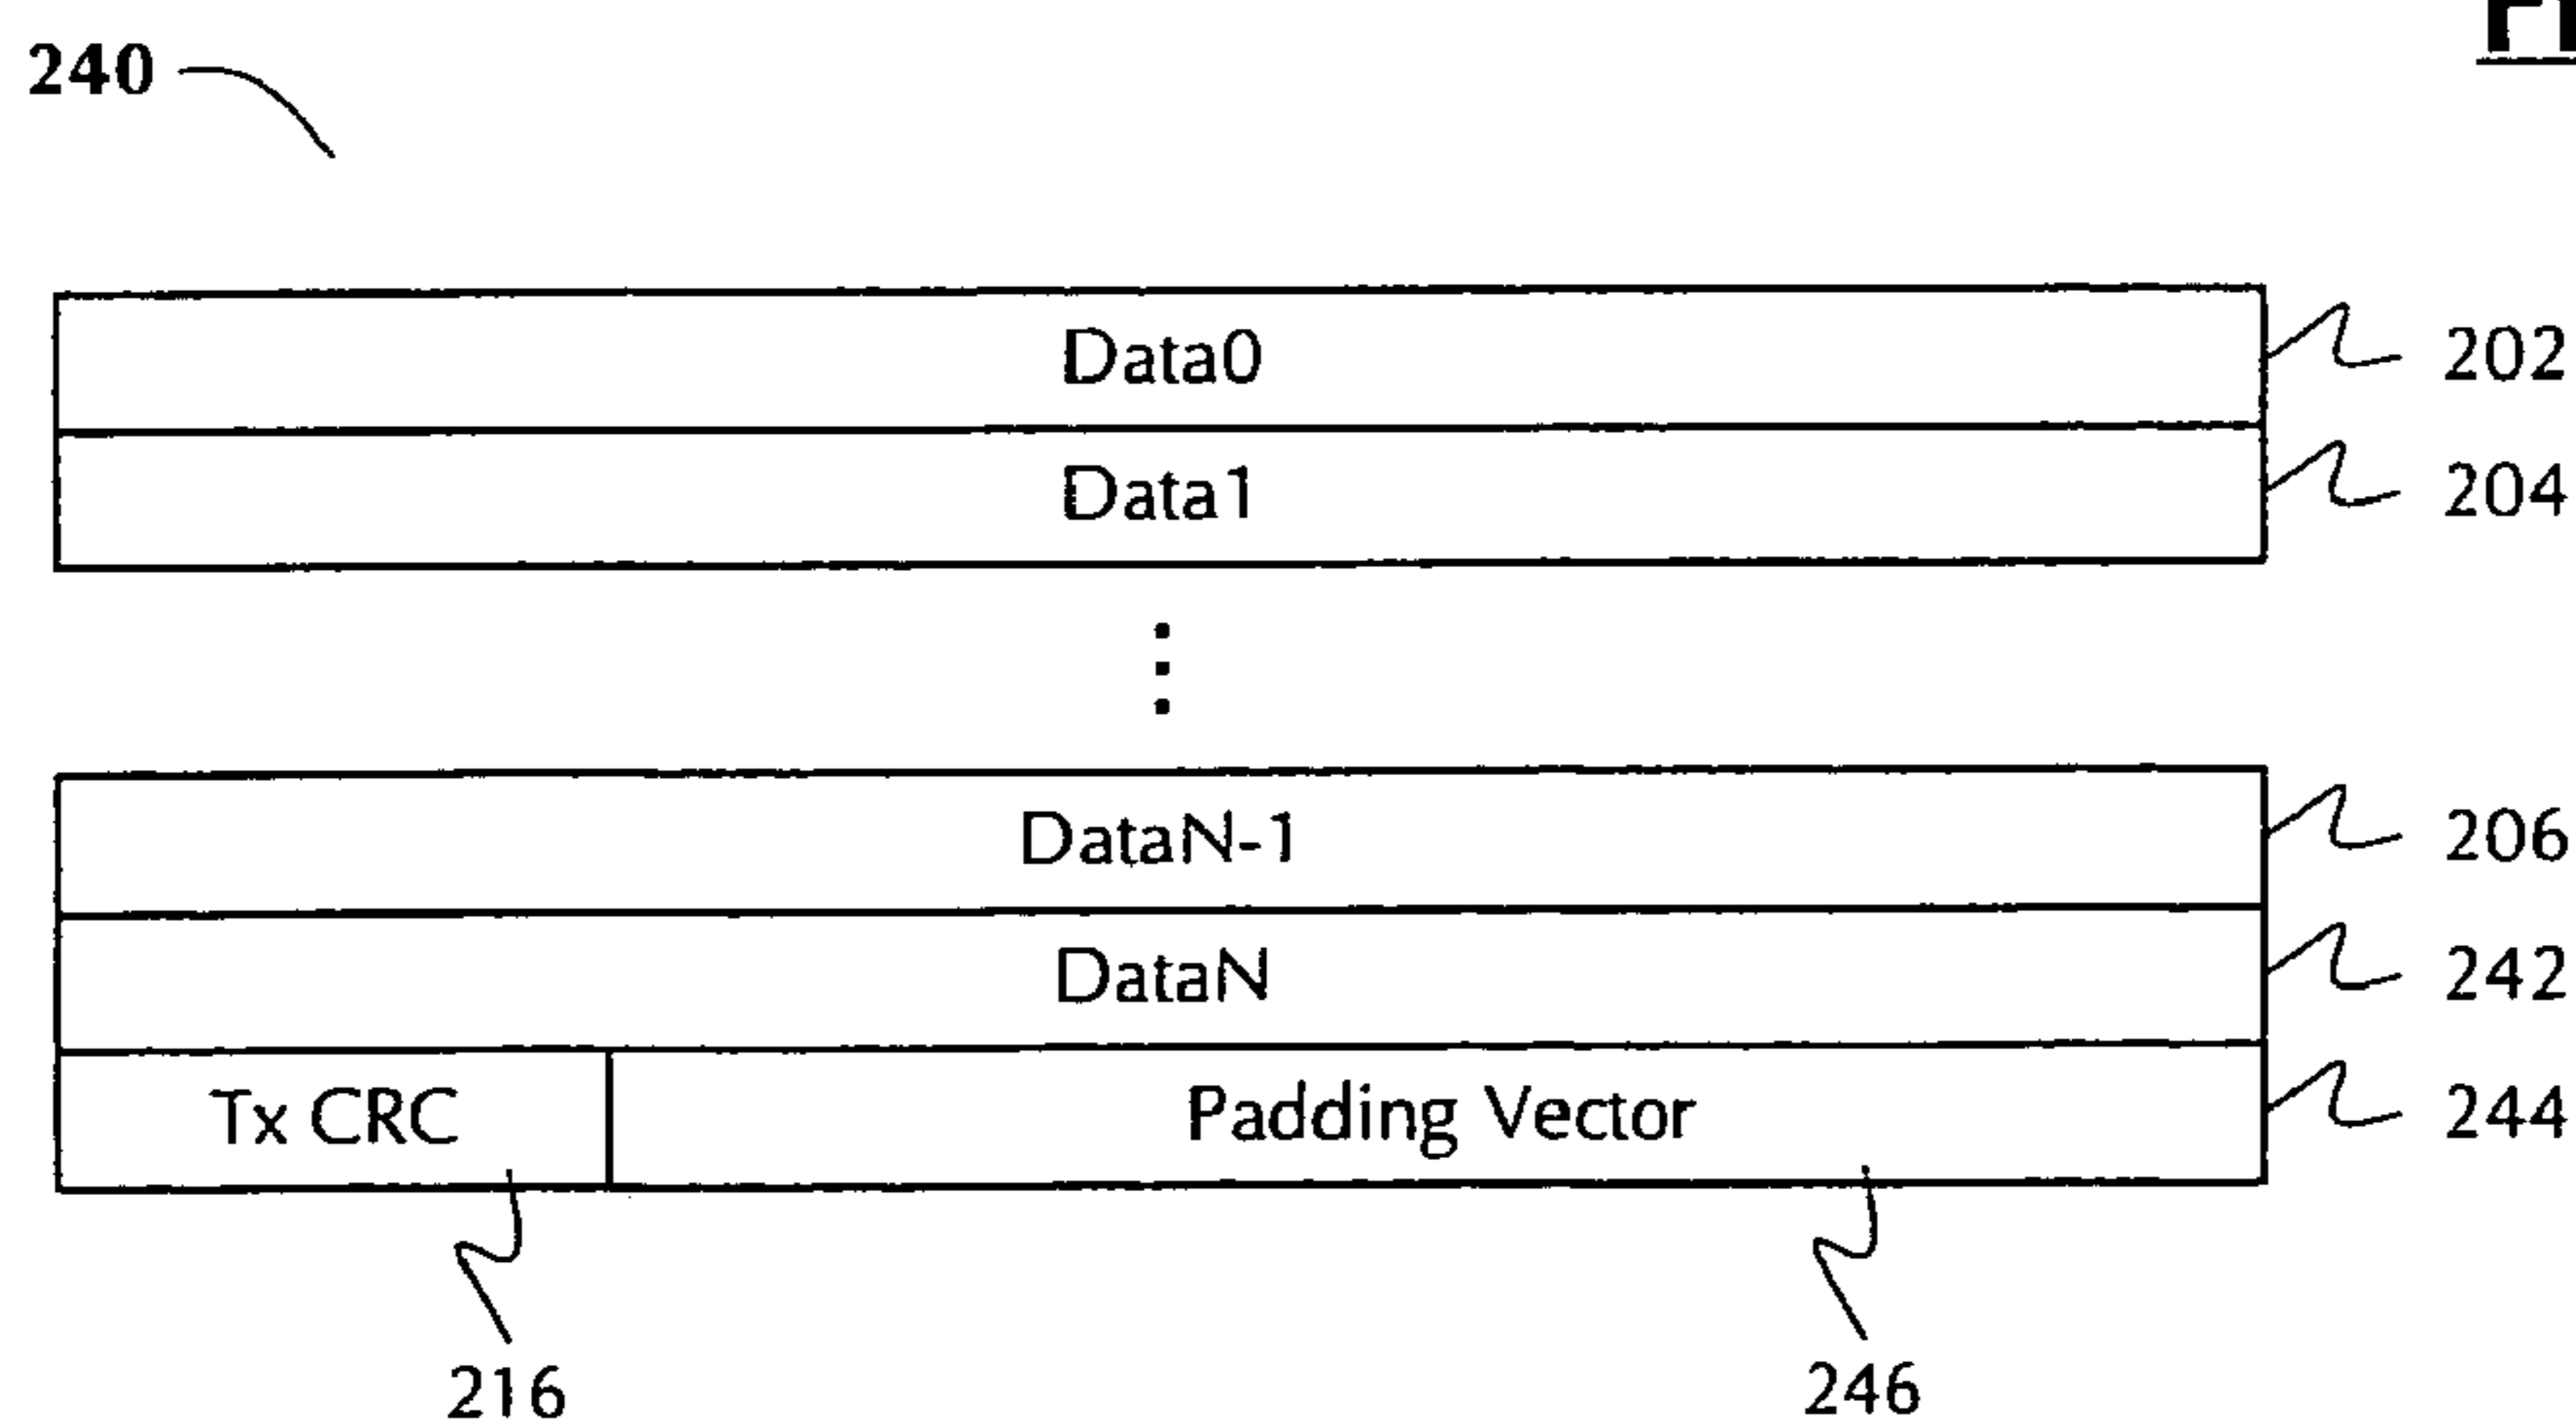 240
Data0 202
Data1 204
DataN-1 206
DataN 242
Tx CRC Padding Vector 244
216 246